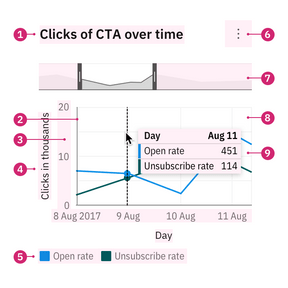 1 Clicks of CTA over time 6
7
20
2
8
3
Day Aug 11
Open rate 451
9
10
Unsubscribe rate 114
4
Clicks in thousands
0
8 Aug 2017 9 Aug 10 Aug 11 Aug
Day
5 Open rate Unsubscribe rate